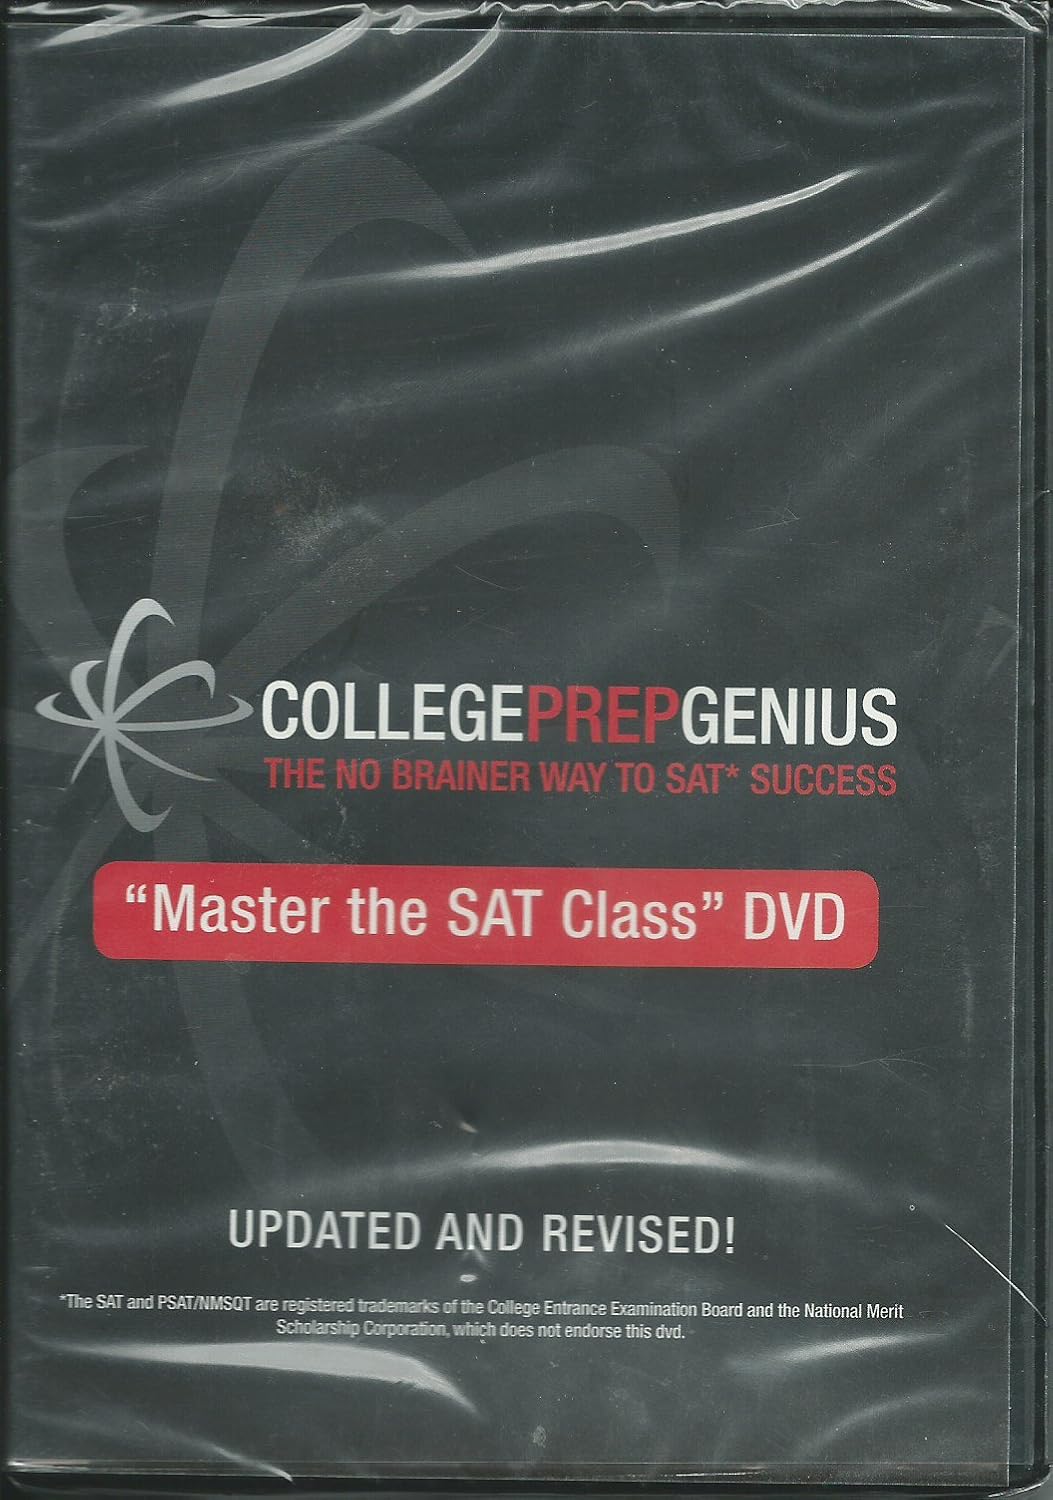 COLLEGEPREPGENIUS
THE NO BRAINER WAY TO SAT* SUCCESS
“Master the SAT Class” DVD
UPDATED AND REVISED!
*The SAT and PSAT/NMSQT are registered trademarks of the College Entrance Examination Board and the National Merit
Scholarship Corporation, which does not endorse this dvd.